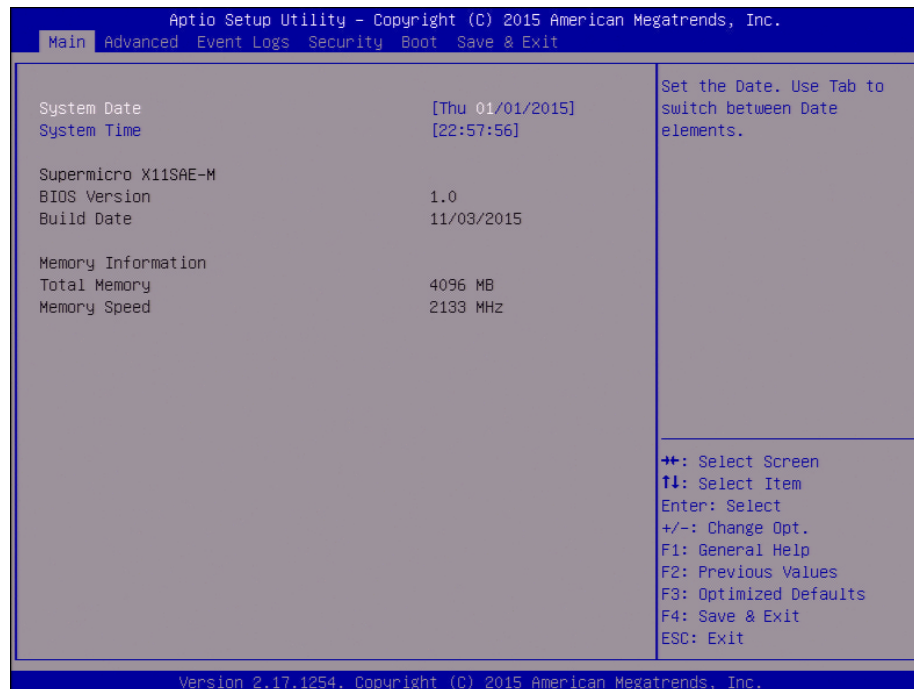 Aptio Setup Utility – Copyright (C) 2015 American Megatrends, Inc.
Main Advanced Event Logs Security Boot Save & Exit
System Date [Thu 01/01/2015]
System Time [22:57:56]
Supermicro X11SAE-M
BIOS Version 1.0
Build Date 11/03/2015
Memory Information
Total Memory 4096 MB
Memory Speed 2133 MHz
Set the Date. Use Tab to
switch between Date
elements.
→←: Select Screen
↑↓: Select Item
Enter: Select
+/-: Change Opt.
F1: General Help
F2: Previous Values
F3: Optimized Defaults
F4: Save & Exit
ESC: Exit
Version 2.17.1254. Copyright (C) 2015 American Megatrends, Inc.